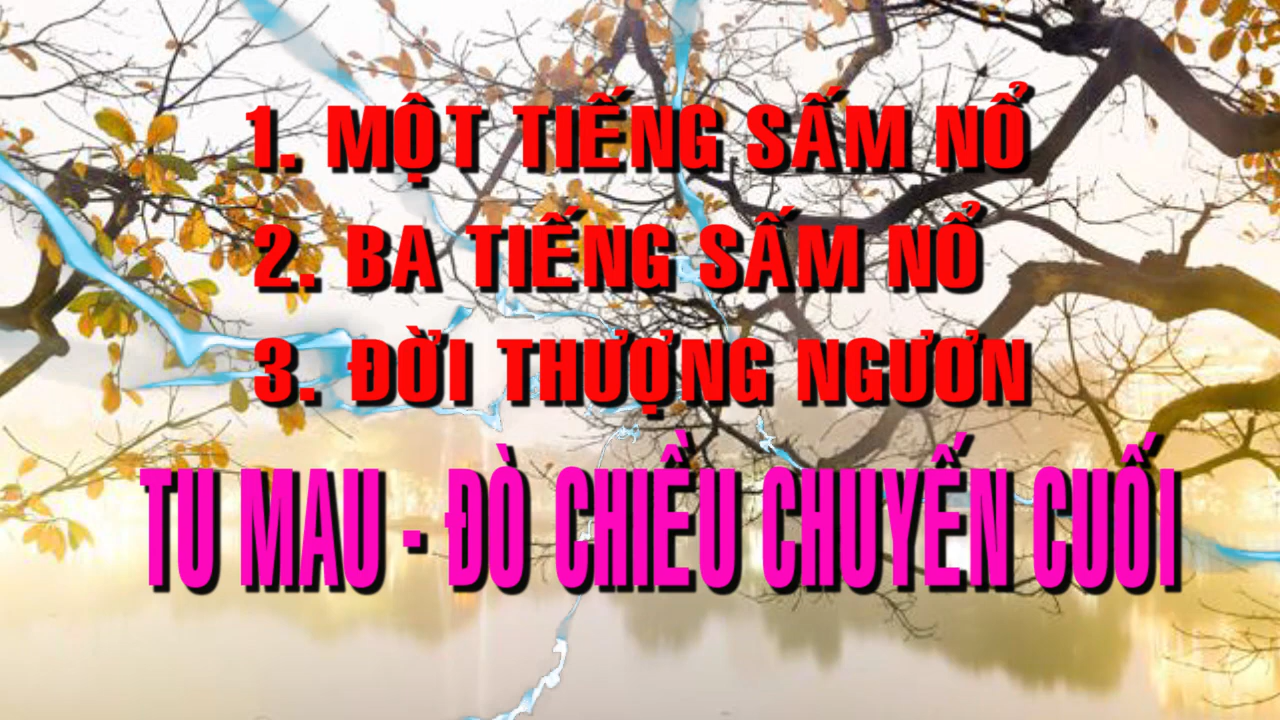 1. MỘT TIẾNG SẤM NỔ
2. BA TIẾNG SẤM NỔ
3. ĐỜI THƯỢNG NGƯƠN
TU MAU - ĐÒ CHIỀU CHUYẾN CUỐI